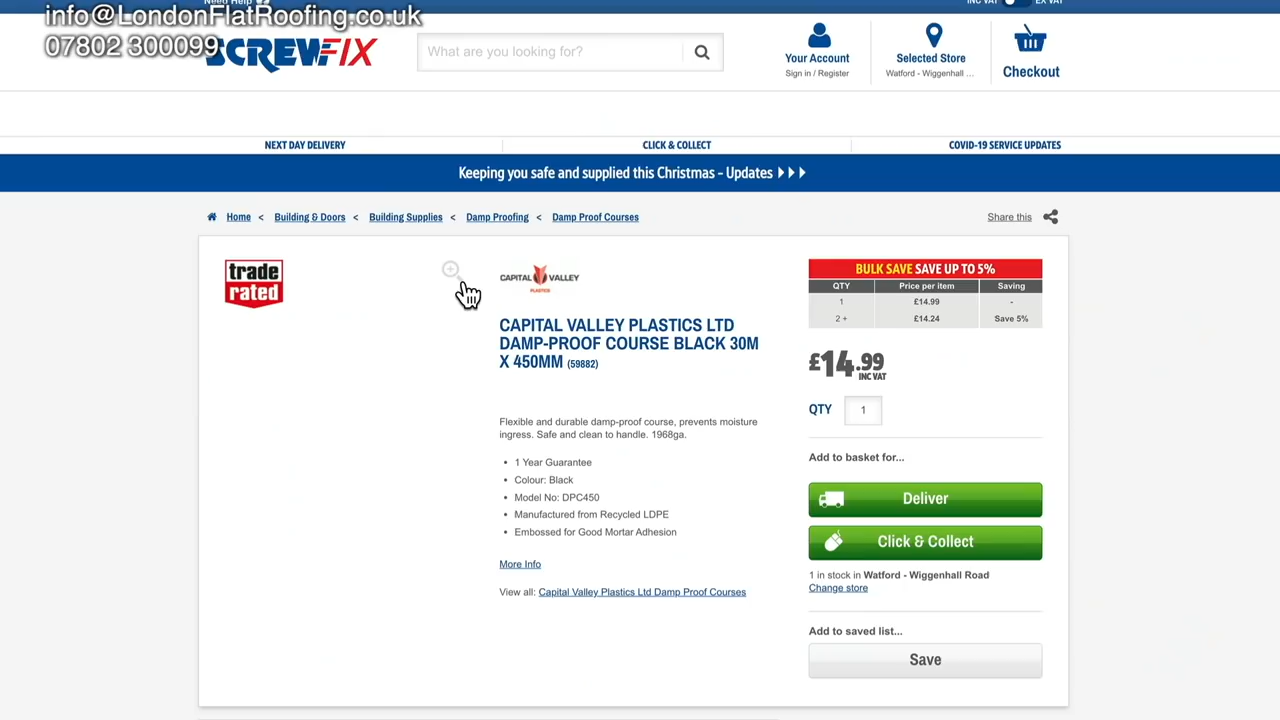 Need Help
INC VAT EX VAT
info@LondonFlatRoofing.co.uk
07802 300099
SCREWFIX
What are you looking for?
Your Account
Sign in / Register
Selected Store
Watford - Wiggenhall ...
Checkout
NEXT DAY DELIVERY
CLICK & COLLECT
COVID-19 SERVICE UPDATES
Keeping you safe and supplied this Christmas - Updates
Home < Building & Doors < Building Supplies < Damp Proofing < Damp Proof Courses
Share this
trade
rated
CAPITAL VALLEY
PLASTICS
CAPITAL VALLEY PLASTICS LTD
DAMP-PROOF COURSE BLACK 30M
X 450MM (59882)
Flexible and durable damp-proof course, prevents moisture
ingress. Safe and clean to handle. 1968ga.
• 1 Year Guarantee
• Colour: Black
• Model No: DPC450
• Manufactured from Recycled LDPE
• Embossed for Good Mortar Adhesion
More Info
View all: Capital Valley Plastics Ltd Damp Proof Courses
BULK SAVE SAVE UP TO 5%
QTY Price per item Saving
1 £14.99 -
2 + £14.24 Save 5%
£14.99
INC VAT
QTY 1
Add to basket for...
Deliver
Click & Collect
1 in stock in Watford - Wiggenhall Road
Change store
Add to saved list...
Save